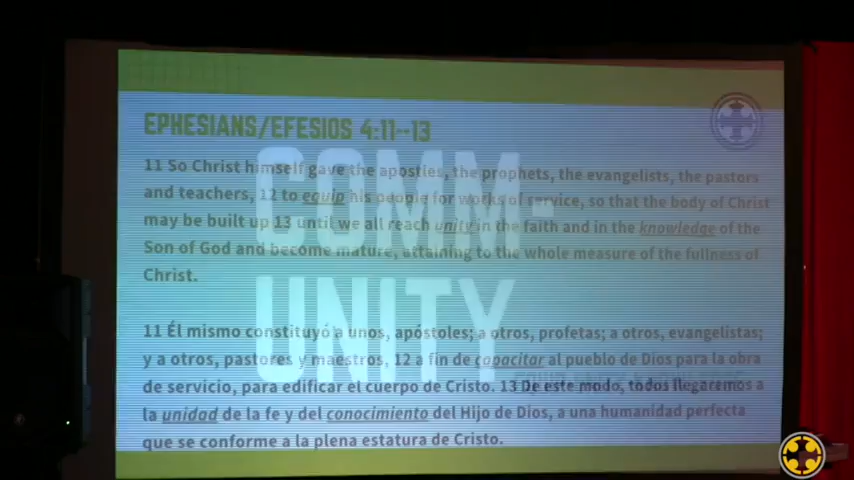 EPHESIANS/EFESIOS 4:11--13
11 So Christ himself gave the apostles, the prophets, the evangelists, the pastors
and teachers, 12 to equip his people for works of service, so that the body of Christ
may be built up 13 until we all reach unity in the faith and in the knowledge of the
Son of God and become mature, attaining to the whole measure of the fullness of
Christ.
COMM-
UNITY
11 Él mismo constituyó a unos, apóstoles; a otros, profetas; a otros, evangelistas;
y a otros, pastores y maestros, 12 a fin de capacitar al pueblo de Dios para la obra
de servicio, para edificar el cuerpo de Cristo. 13 De este modo, todos llegaremos a
la unidad de la fe y del conocimiento del Hijo de Dios, a una humanidad perfecta
que se conforme a la plena estatura de Cristo.